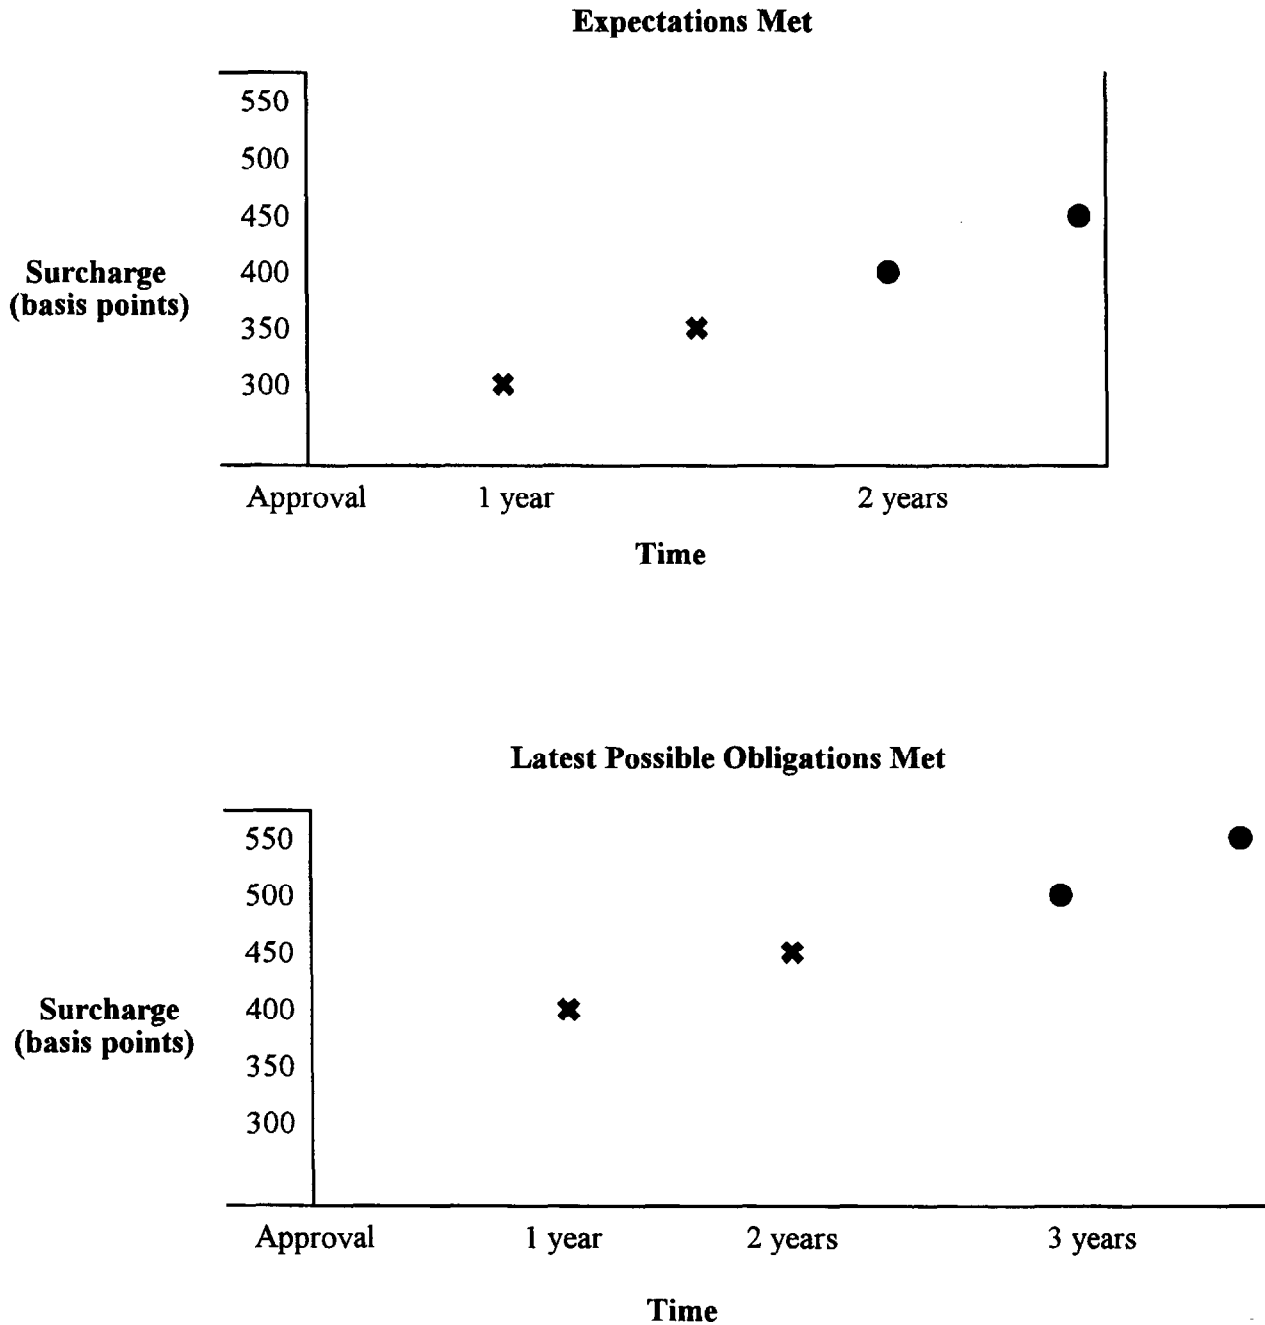 Expectations Met
550
500
450
400
350
300
Surcharge
(basis points)
Approval 1 year 2 years
Time
Latest Possible Obligations Met
550
500
450
400
350
300
Surcharge
(basis points)
Approval 1 year 2 years 3 years
Time